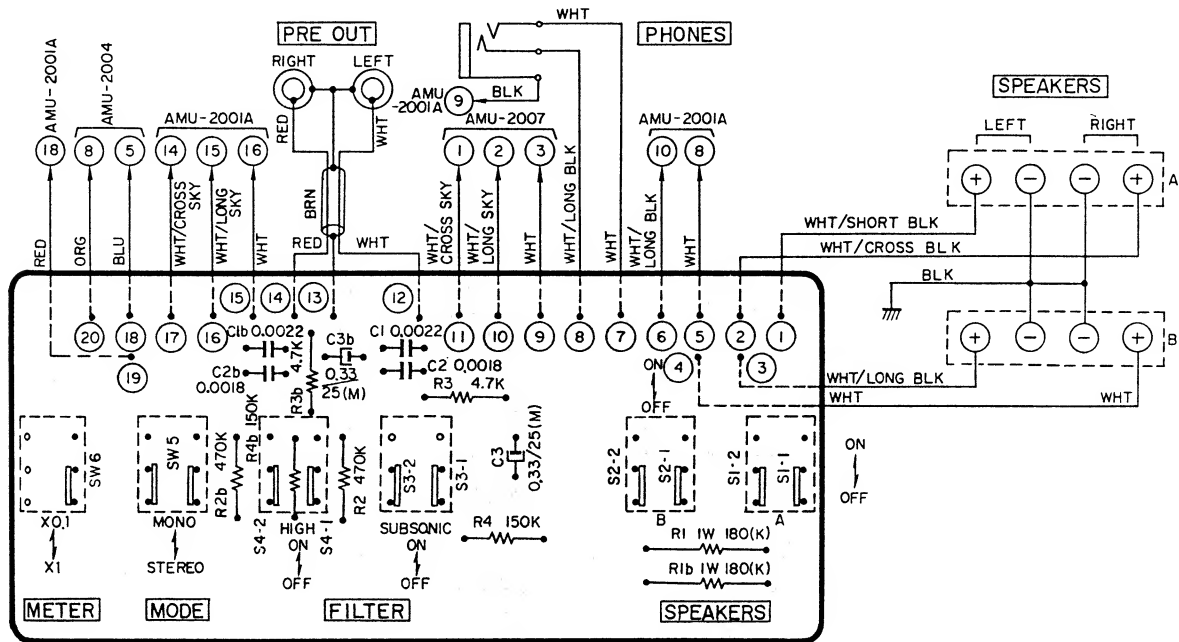 PRE OUT
RIGHT LEFT
PHONES
WHT
BLK
AMU-2001A
9
AMU-2001A
AMU-2004
AMU-2001A
AMU-2007
AMU-2001A
18 8 5 14 15 16
1 2 3
10 8
RED
WHT
BRN
RED
ORG
BLU
WHT/CROSS SKY
WHT/LONG SKY
WHT
RED
WHT
WHT/CROSS SKY
WHT/LONG SKY
WHT
WHT/LONG BLK
WHT
WHT/LONG BLK
WHT
SPEAKERS
LEFT RIGHT
+ − − + A
WHT/SHORT BLK
WHT/CROSS BLK
BLK
+ − − + B
WHT/LONG BLK
WHT WHT
15 14 13 12
20 18 17 16
11 10 9 8 7 6 5 2 1
19
4 3
C1b 0.0022
C2b 0.0018
4.7K
R3b
C3b
0.33/25(M)
C1 0.0022
C2 0.0018
R3 4.7K
ON
OFF
SW6
X0.1
X1
SW5
MONO
STEREO
R2b 470K
R4b 150K
S4-2
S4-1
R2 470K
HIGH
ON
OFF
S3-2
S3-1
SUBSONIC
ON
OFF
C3 0.33/25(M)
R4 150K
S2-2
S2-1
B
S1-2
S1-1
A
ON
OFF
R1 1W 180(K)
R1b 1W 180(K)
METER
MODE
FILTER
SPEAKERS